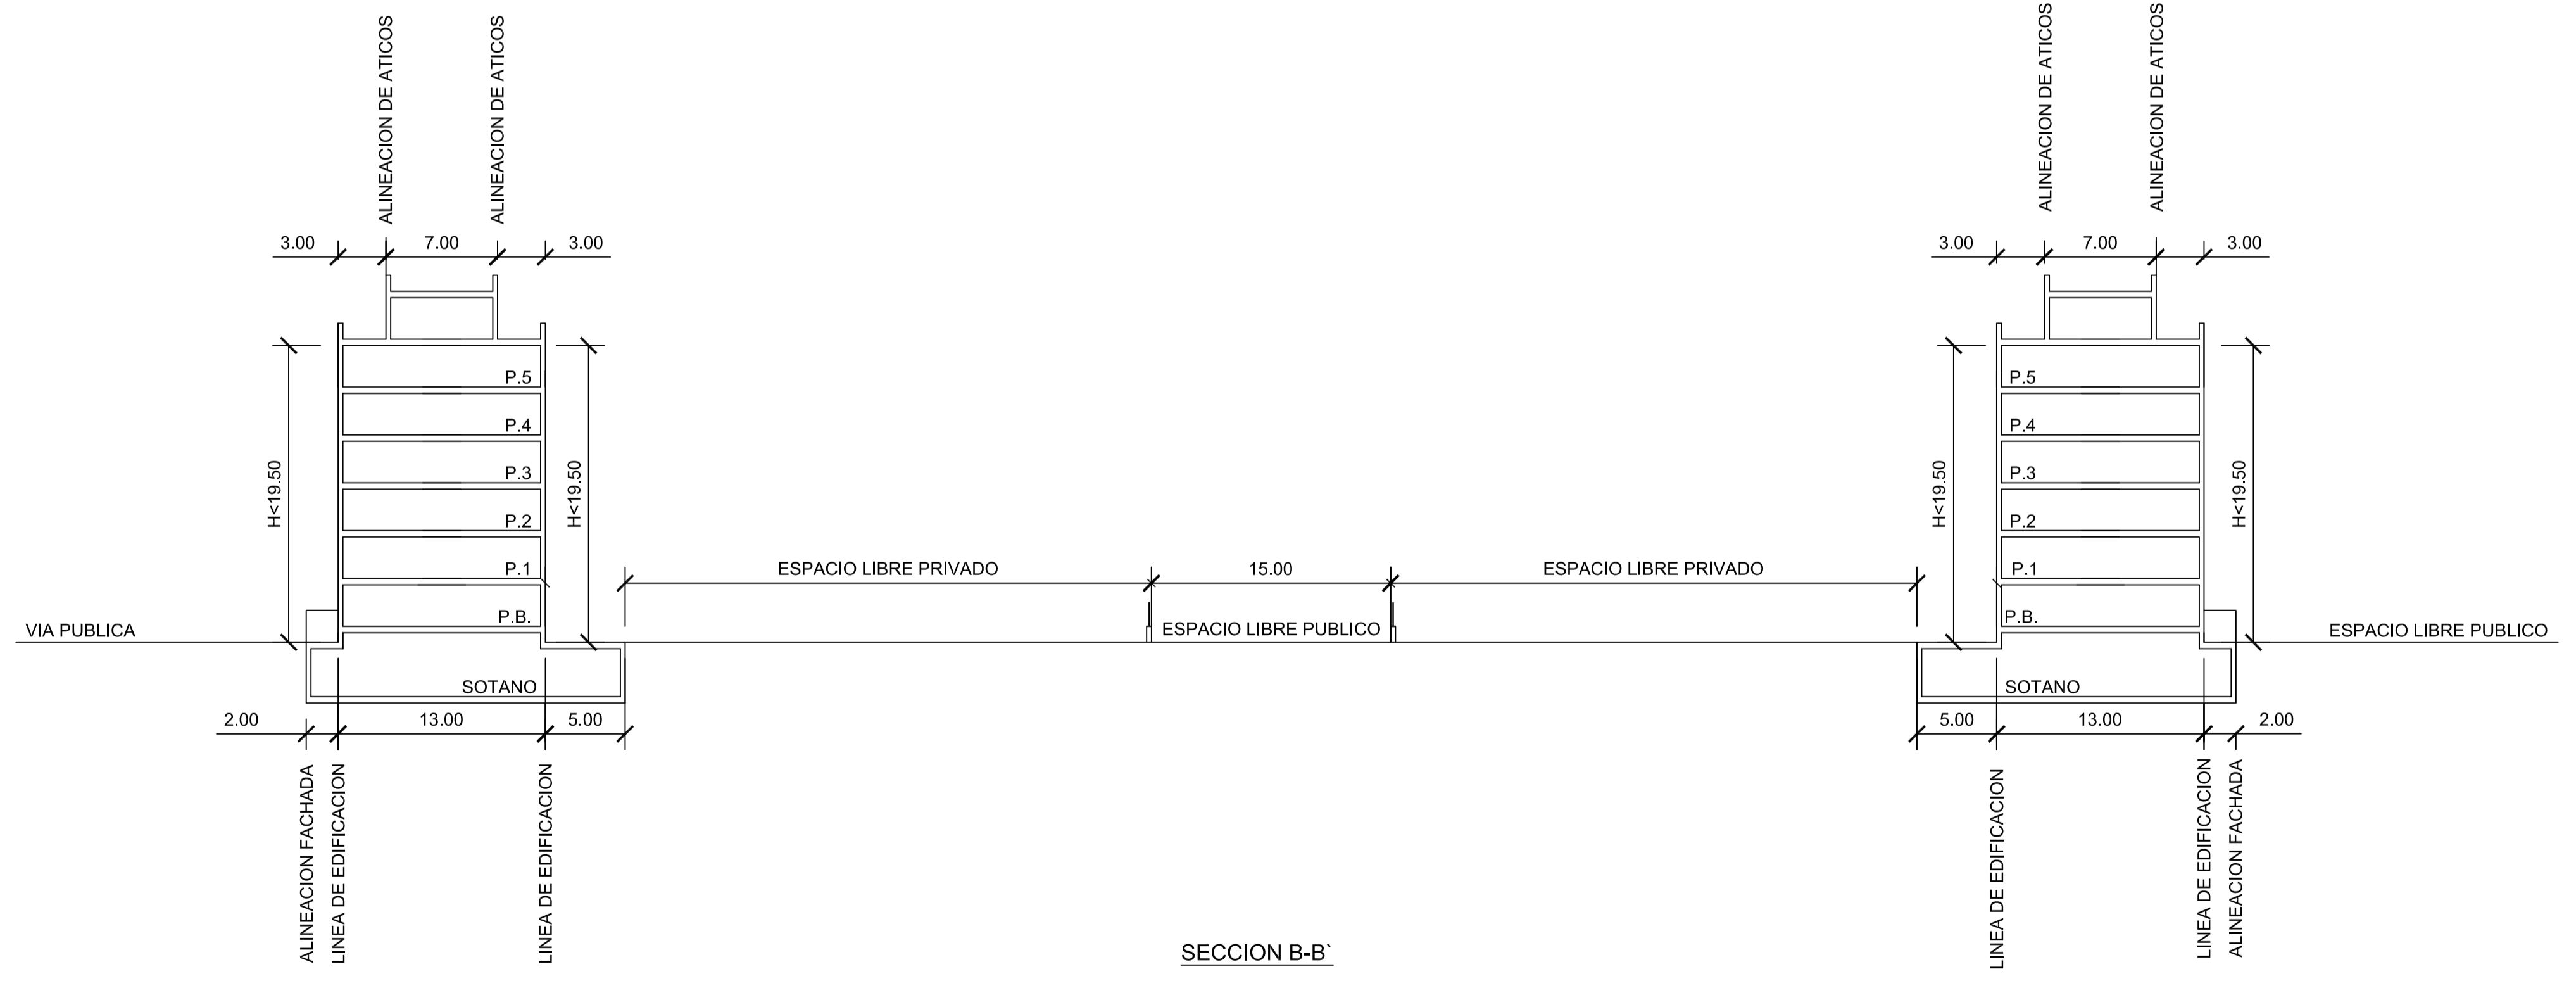 ALINEACION DE ATICOS
ALINEACION DE ATICOS
ALINEACION DE ATICOS
ALINEACION DE ATICOS
3.00 7.00 3.00
3.00 7.00 3.00
P.5
P.4
P.3
P.2
P.1
P.B.
H<19.50
H<19.50
P.5
P.4
P.3
P.2
P.1
P.B.
H<19.50
H<19.50
ESPACIO LIBRE PRIVADO
15.00
ESPACIO LIBRE PRIVADO
VIA PUBLICA
ESPACIO LIBRE PUBLICO
ESPACIO LIBRE PUBLICO
SOTANO
SOTANO
2.00 13.00 5.00
5.00 13.00 2.00
ALINEACION FACHADA
LINEA DE EDIFICACION
LINEA DE EDIFICACION
LINEA DE EDIFICACION
LINEA DE EDIFICACION
ALINEACION FACHADA
SECCION B-B`